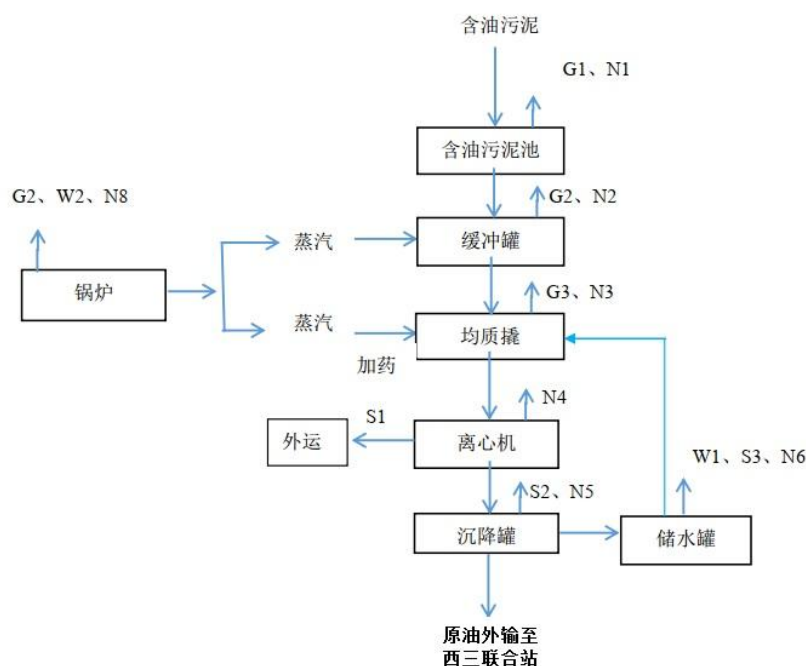 含油污泥
G1、N1
含油污泥池
G2、N2
G2、W2、N8
蒸汽
缓冲罐
锅炉
G3、N3
蒸汽
均质撬
加药
N4
S1
外运
离心机
W1、S3、N6
S2、N5
沉降罐
储水罐
原油外输至
西三联合站